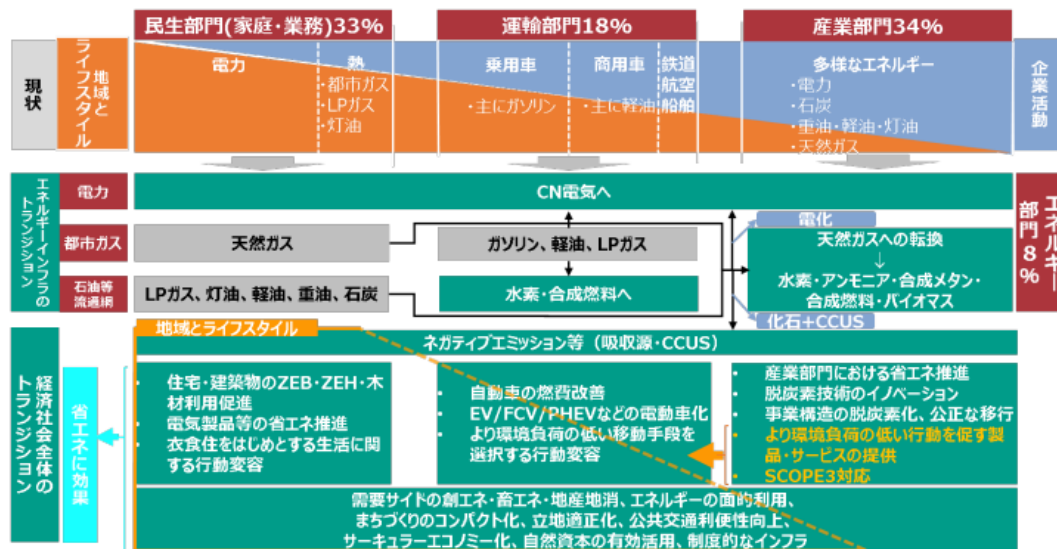 民生部門(家庭・業務)33%
運輸部門18%
産業部門34%
現状
地域と
ライフスタイル
電力
熱
・都市ガス
・LPガス
・灯油
乗用車
・主にガソリン
商用車
・主に軽油
鉄道
航空
船舶
多様なエネルギー
・電力
・石炭
・重油・軽油・灯油
・天然ガス
企業活動
エネルギーインフラの
トランジション
電力
CN電気へ
エネルギー
部門8%
都市ガス
天然ガス
ガソリン、軽油、LPガス
電化
天然ガスへの転換
↓
水素・アンモニア・合成メタン・
合成燃料・バイオマス
石油等
流通網
LPガス、灯油、軽油、重油、石炭
水素・合成燃料へ
化石+CCUS
地域とライフスタイル
ネガティブエミッション等(吸収源・CCUS)
経済社会全体の
トランジション
省エネに効果
• 住宅・建築物のZEB・ZEH・木
材利用促進
• 電気製品等の省エネ推進
• 衣食住をはじめとする生活に関
する行動変容
• 自動車の燃費改善
• EV/FCV/PHEVなどの電動車化
• より環境負荷の低い移動手段を
選択する行動変容
• 産業部門における省エネ推進
• 脱炭素技術のイノベーション
• 事業構造の脱炭素化、公正な移行
• より環境負荷の低い行動を促す製
品・サービスの提供
• SCOPE3対応
需要サイドの創エネ・畜エネ・地産地消、エネルギーの面的利用、
まちづくりのコンパクト化、立地適正化、公共交通利便性向上、
サーキュラーエコノミー化、自然資本の有効活用、制度的なインフラ